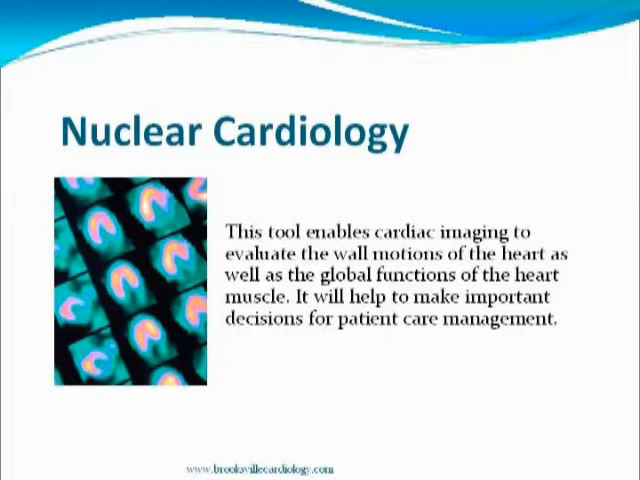 Nuclear Cardiology
This tool enables cardiac imaging to
evaluate the wall motions of the heart as
well as the global functions of the heart
muscle. It will help to make important
decisions for patient care management.
www.brooksvillecardiology.com